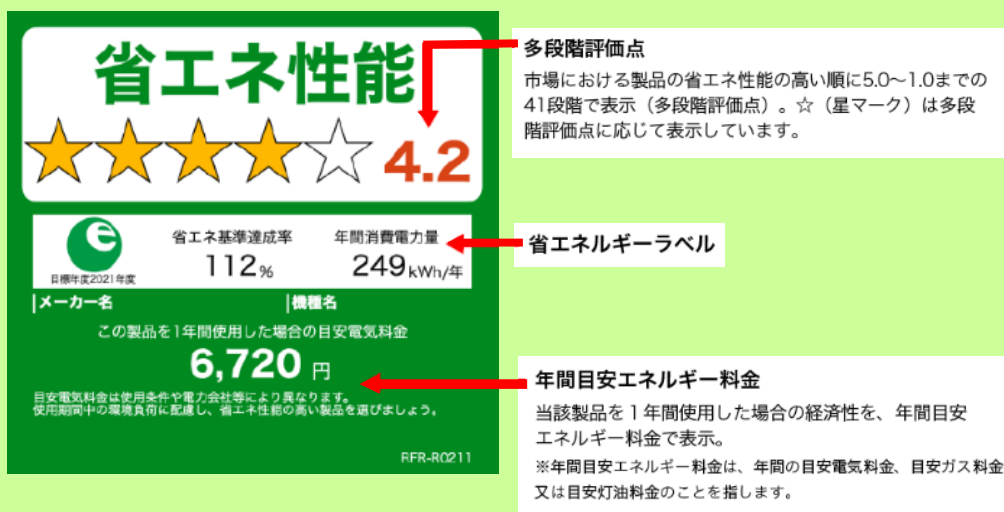 省エネ性能
4.2
e
目標年度2021年度
省エネ基準達成率
112%
年間消費電力量
249kWh/年
|メーカー名
|機種名
この製品を1年間使用した場合の目安電気料金
6,720 円
目安電気料金は使用条件や電力会社等により異なります。
使用期間中の環境負荷に配慮し、省エネ性能の高い製品を選びましょう。
RFR-R0211
多段階評価点
市場における製品の省エネ性能の高い順に5.0〜1.0までの
41段階で表示（多段階評価点）。☆（星マーク）は多段
階評価点に応じて表示しています。
省エネルギーラベル
年間目安エネルギー料金
当該製品を１年間使用した場合の経済性を、年間目安
エネルギー料金で表示。
※年間目安エネルギー料金は、年間の目安電気料金、目安ガス料金
又は目安灯油料金のことを指します。